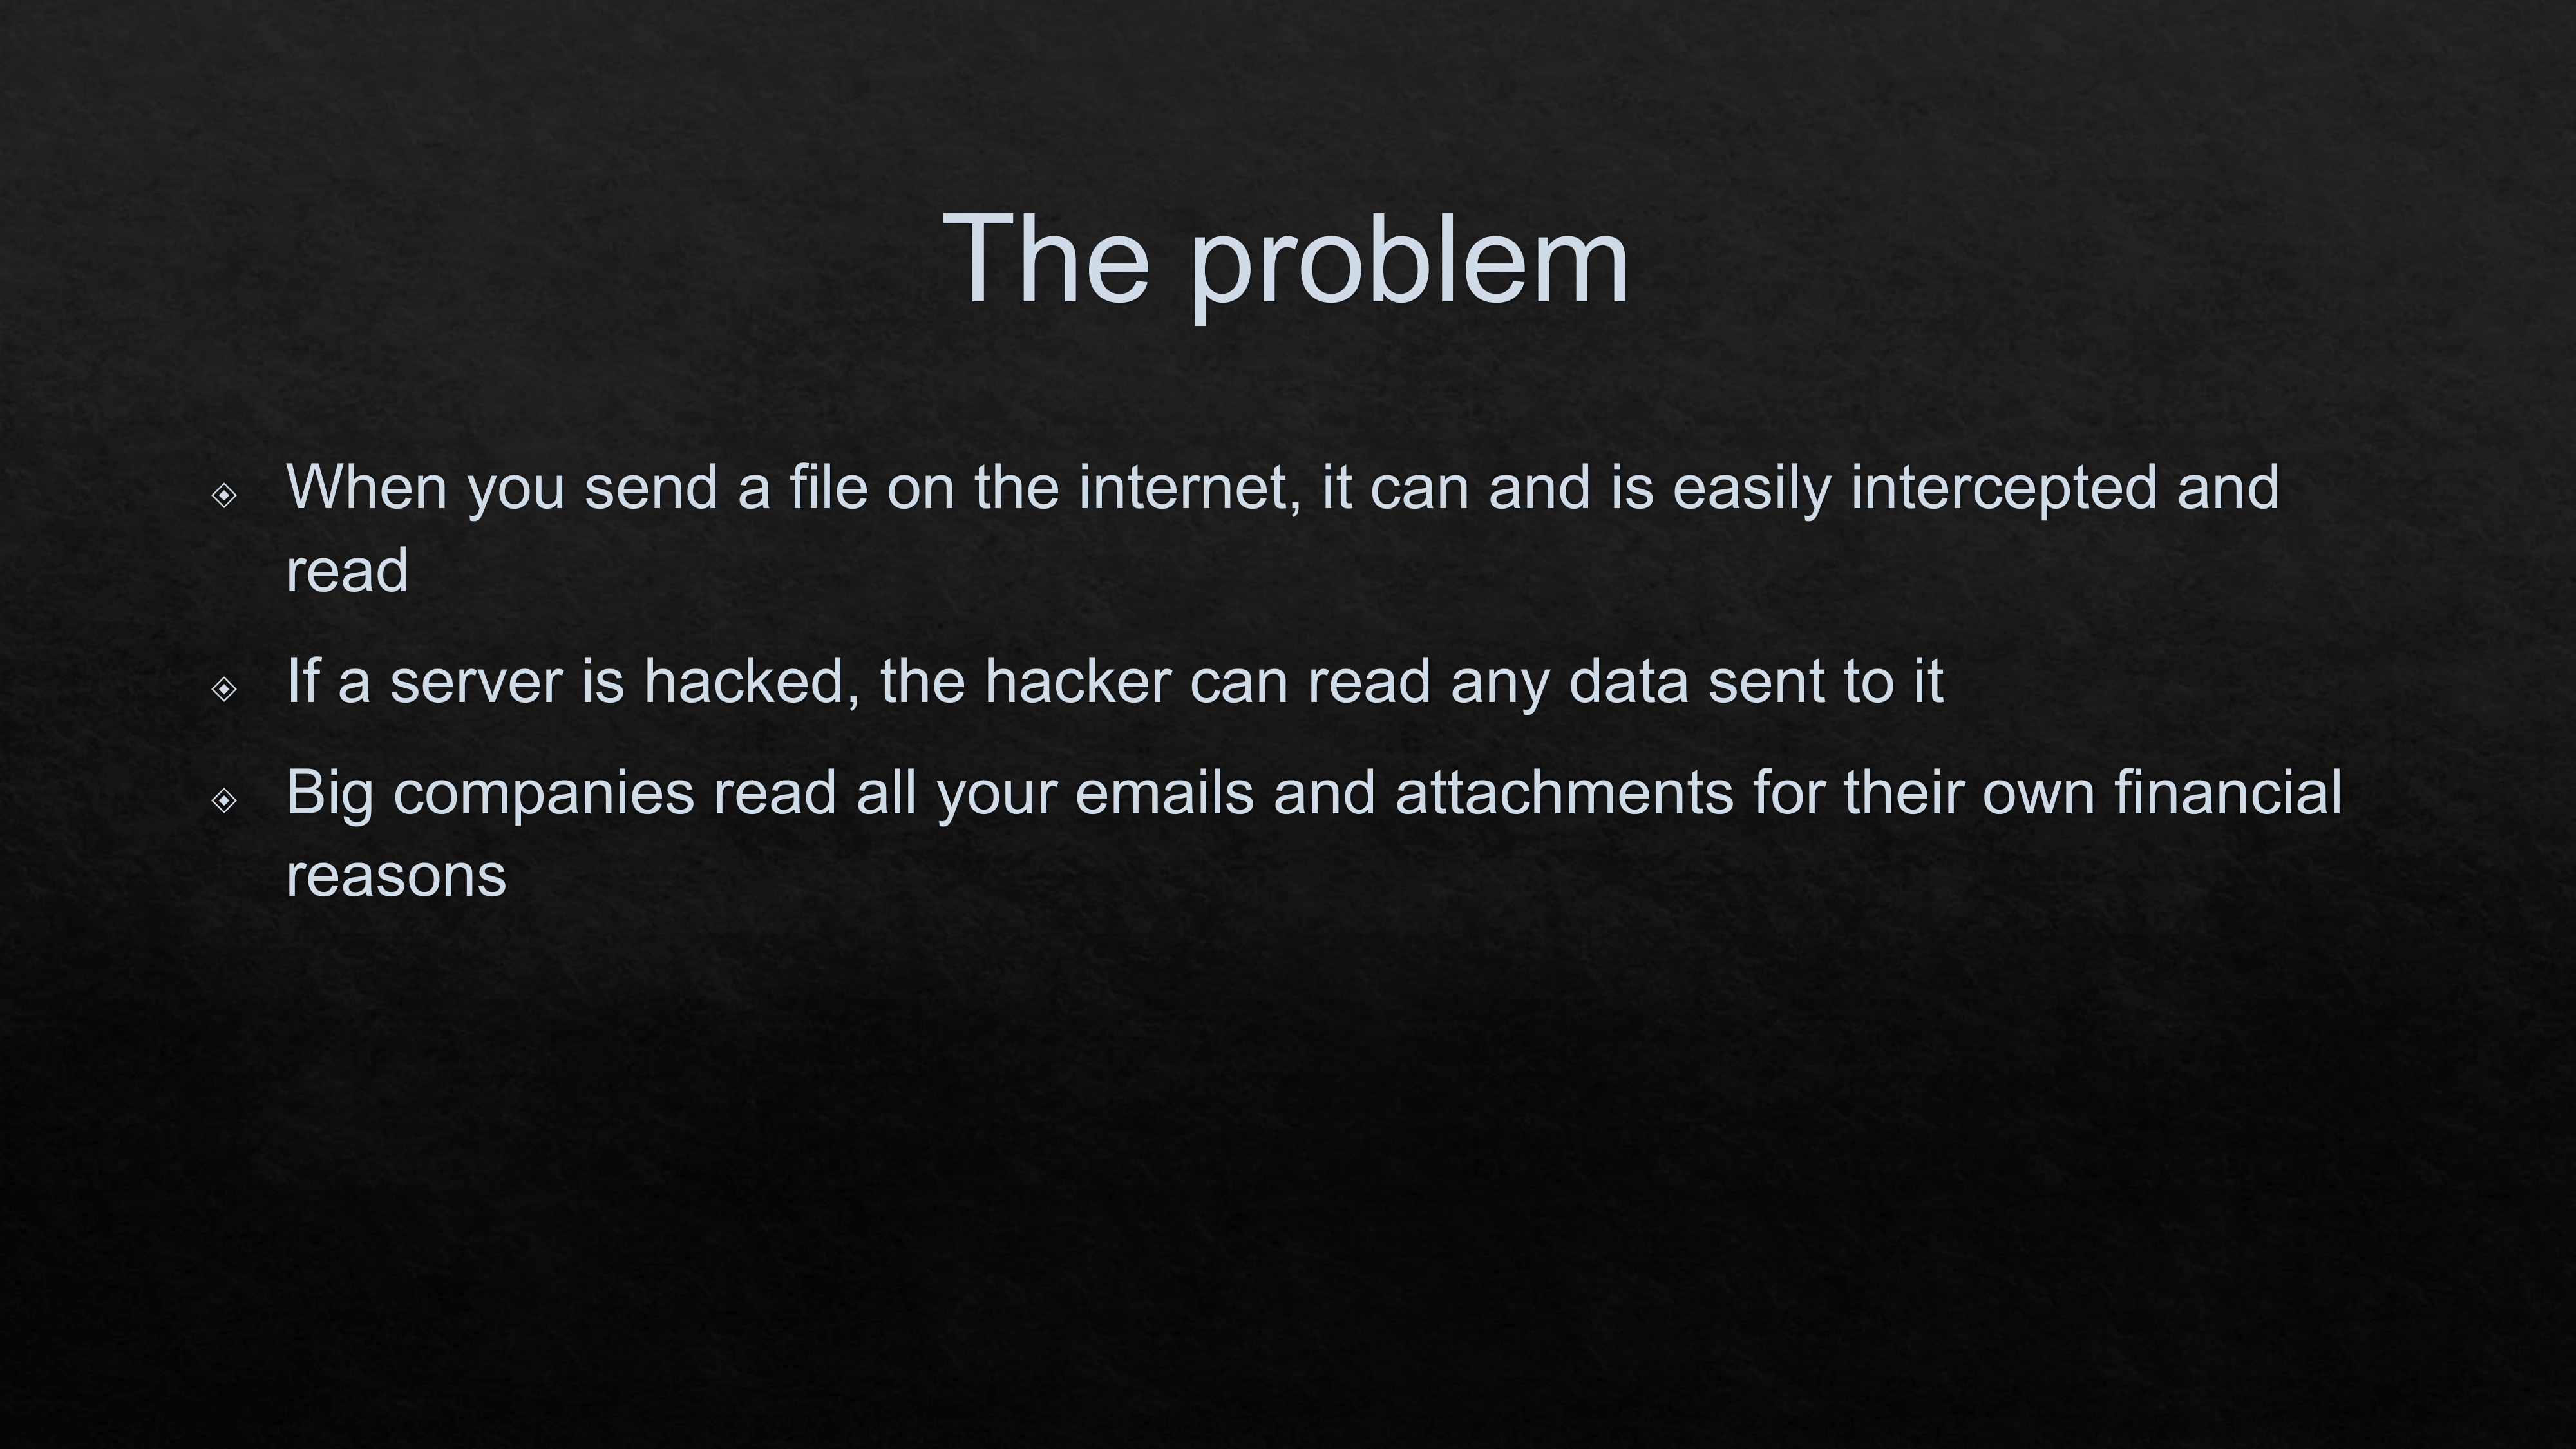 The problem
When you send a file on the internet, it can and is easily intercepted and
read
If a server is hacked, the hacker can read any data sent to it
Big companies read all your emails and attachments for their own financial
reasons